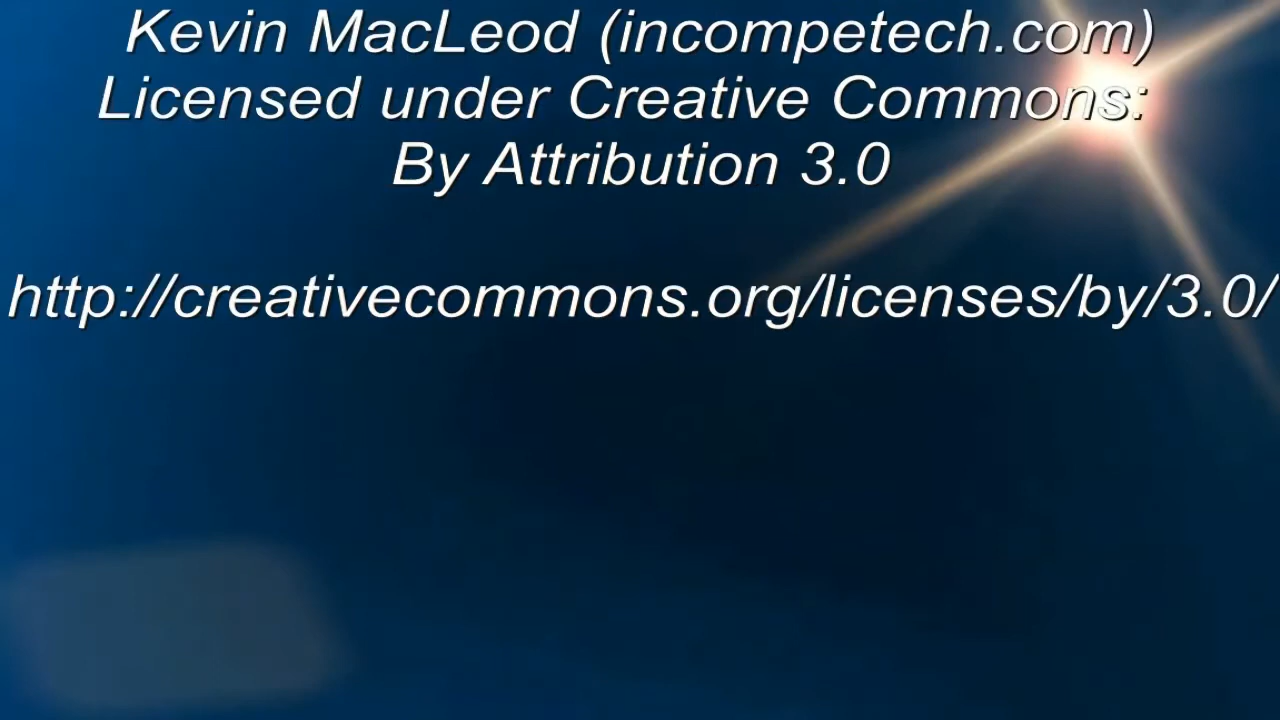 Kevin MacLeod (incompetech.com)
Licensed under Creative Commons:
By Attribution 3.0
http://creativecommons.org/licenses/by/3.0/